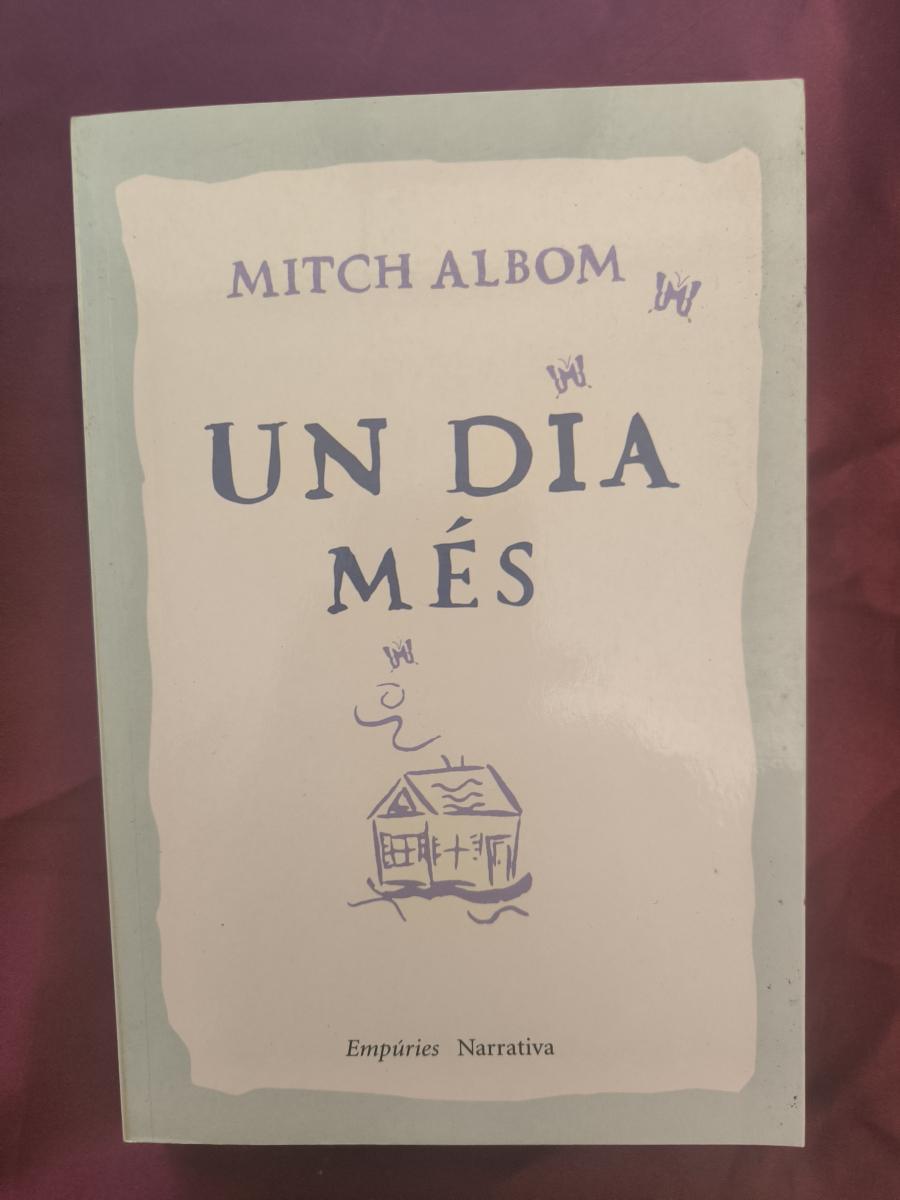 MITCH ALBOM
UN DIA
MÉS
Empúries Narrativa